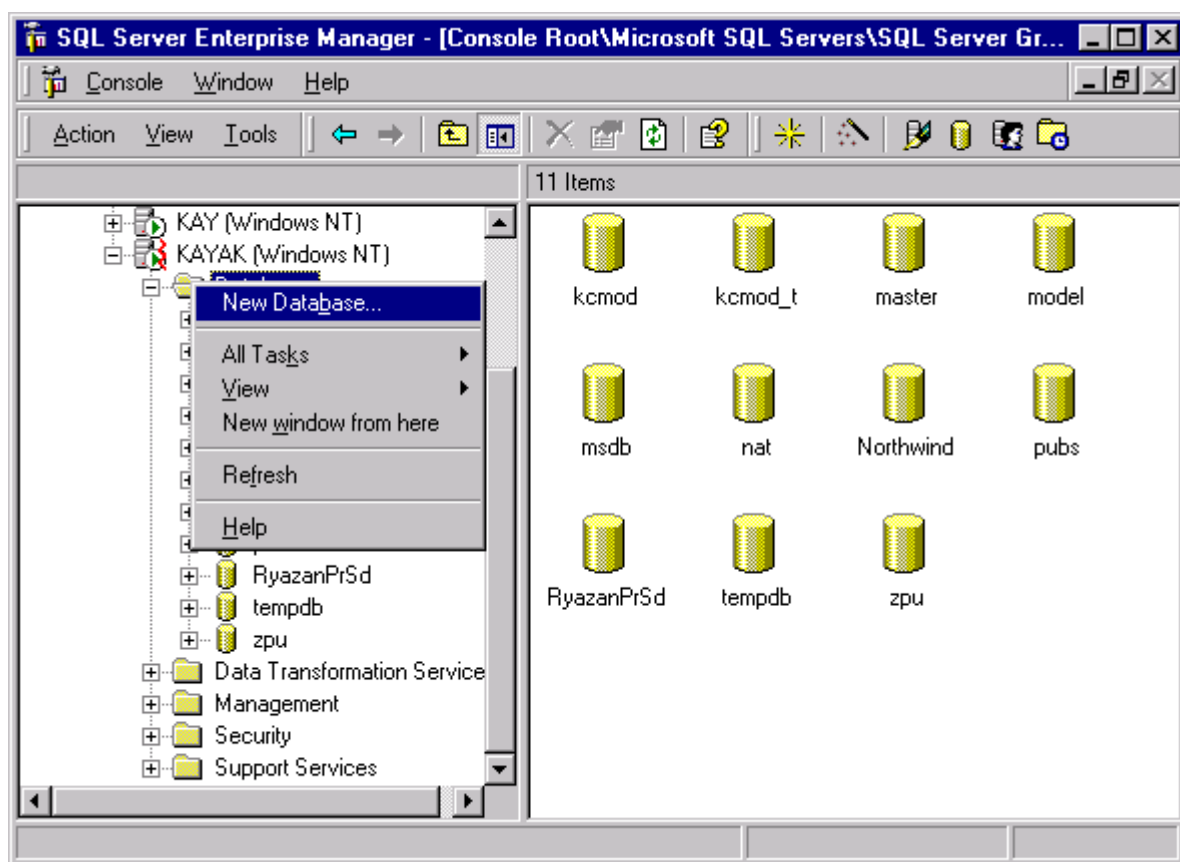 SQL Server Enterprise Manager - [Console Root\Microsoft SQL Servers\SQL Server Gr...
Console Window Help
Action View Tools
11 Items
KAY (Windows NT)
KAYAK (Windows NT)
New Database...
All Tasks
View
New window from here
Refresh
Help
RyazanPrSd
tempdb
zpu
Data Transformation Service
Management
Security
Support Services
kcmod kcmod_t master model
msdb nat Northwind pubs
RyazanPrSd tempdb zpu